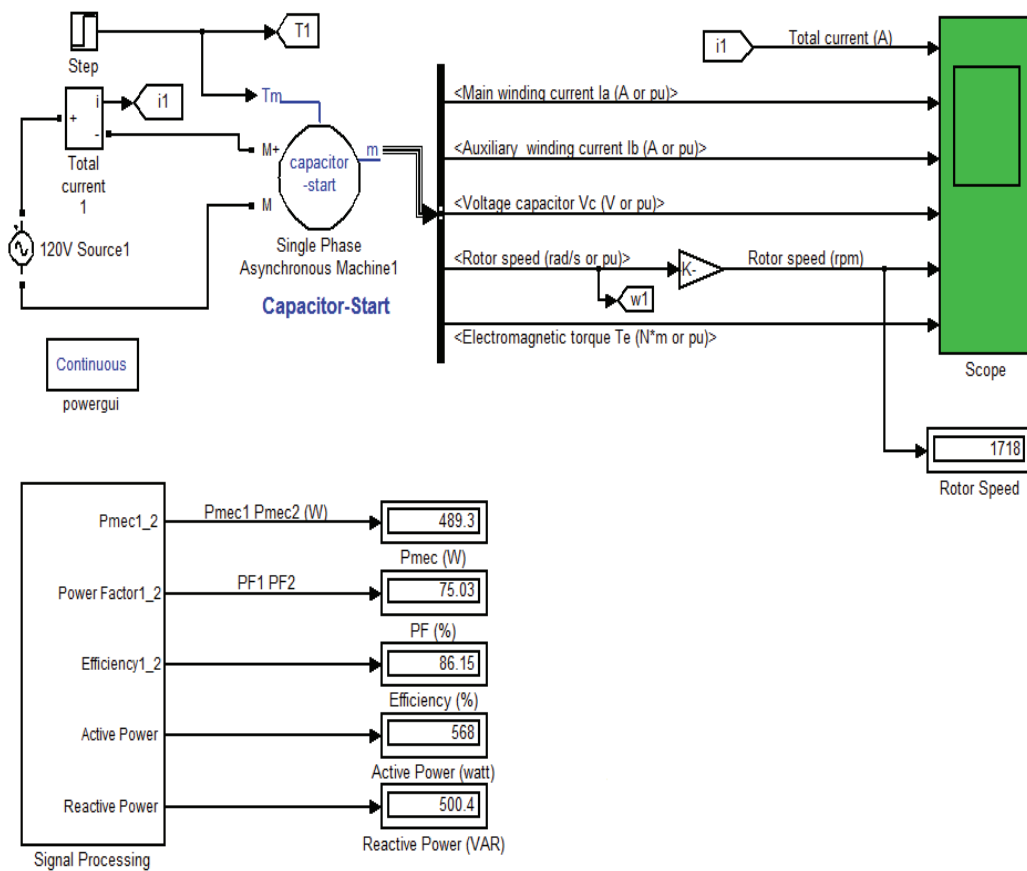 Step
T1
i1
Total current (A)
Tm
<Main winding current Ia (A or pu)>
i
i1
+
-
M+
capacitor
-start
m
<Auxiliary winding current Ib (A or pu)>
Total
current
1
M
<Voltage capacitor Vc (V or pu)>
120V Source1
Single Phase
Asynchronous Machine1
<Rotor speed (rad/s or pu)>
K-
Rotor speed (rpm)
w1
Capacitor-Start
<Electromagnetic torque Te (N*m or pu)>
Scope
Continuous
powergui
1718
Rotor Speed
Pmec1_2
Pmec1 Pmec2 (W)
489.3
Pmec (W)
Power Factor1_2
PF1 PF2
75.03
PF (%)
Efficiency1_2
86.15
Efficiency (%)
Active Power
568
Active Power (watt)
Reactive Power
500.4
Reactive Power (VAR)
Signal Processing